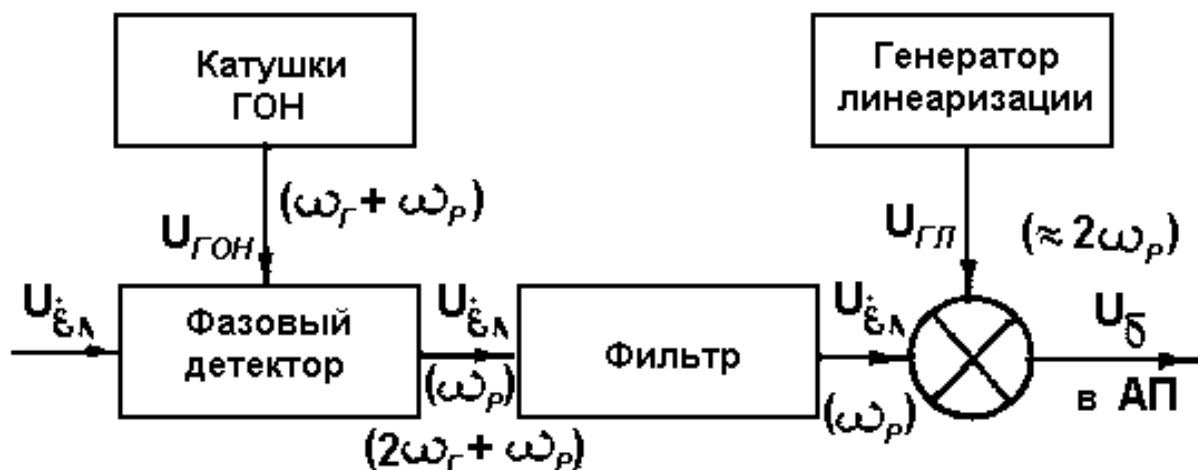 Катушки
ГОН
Генератор
линеаризации
(ω_Г + ω_Р)
U_ГОН
U_ГЛ
(≈ 2ω_Р)
U_ε̇Λ
Фазовый
детектор
U_ε̇Λ
(ω_Р)
(2ω_Г + ω_Р)
Фильтр
U_ε̇Λ
(ω_Р)
U_δ
в АП